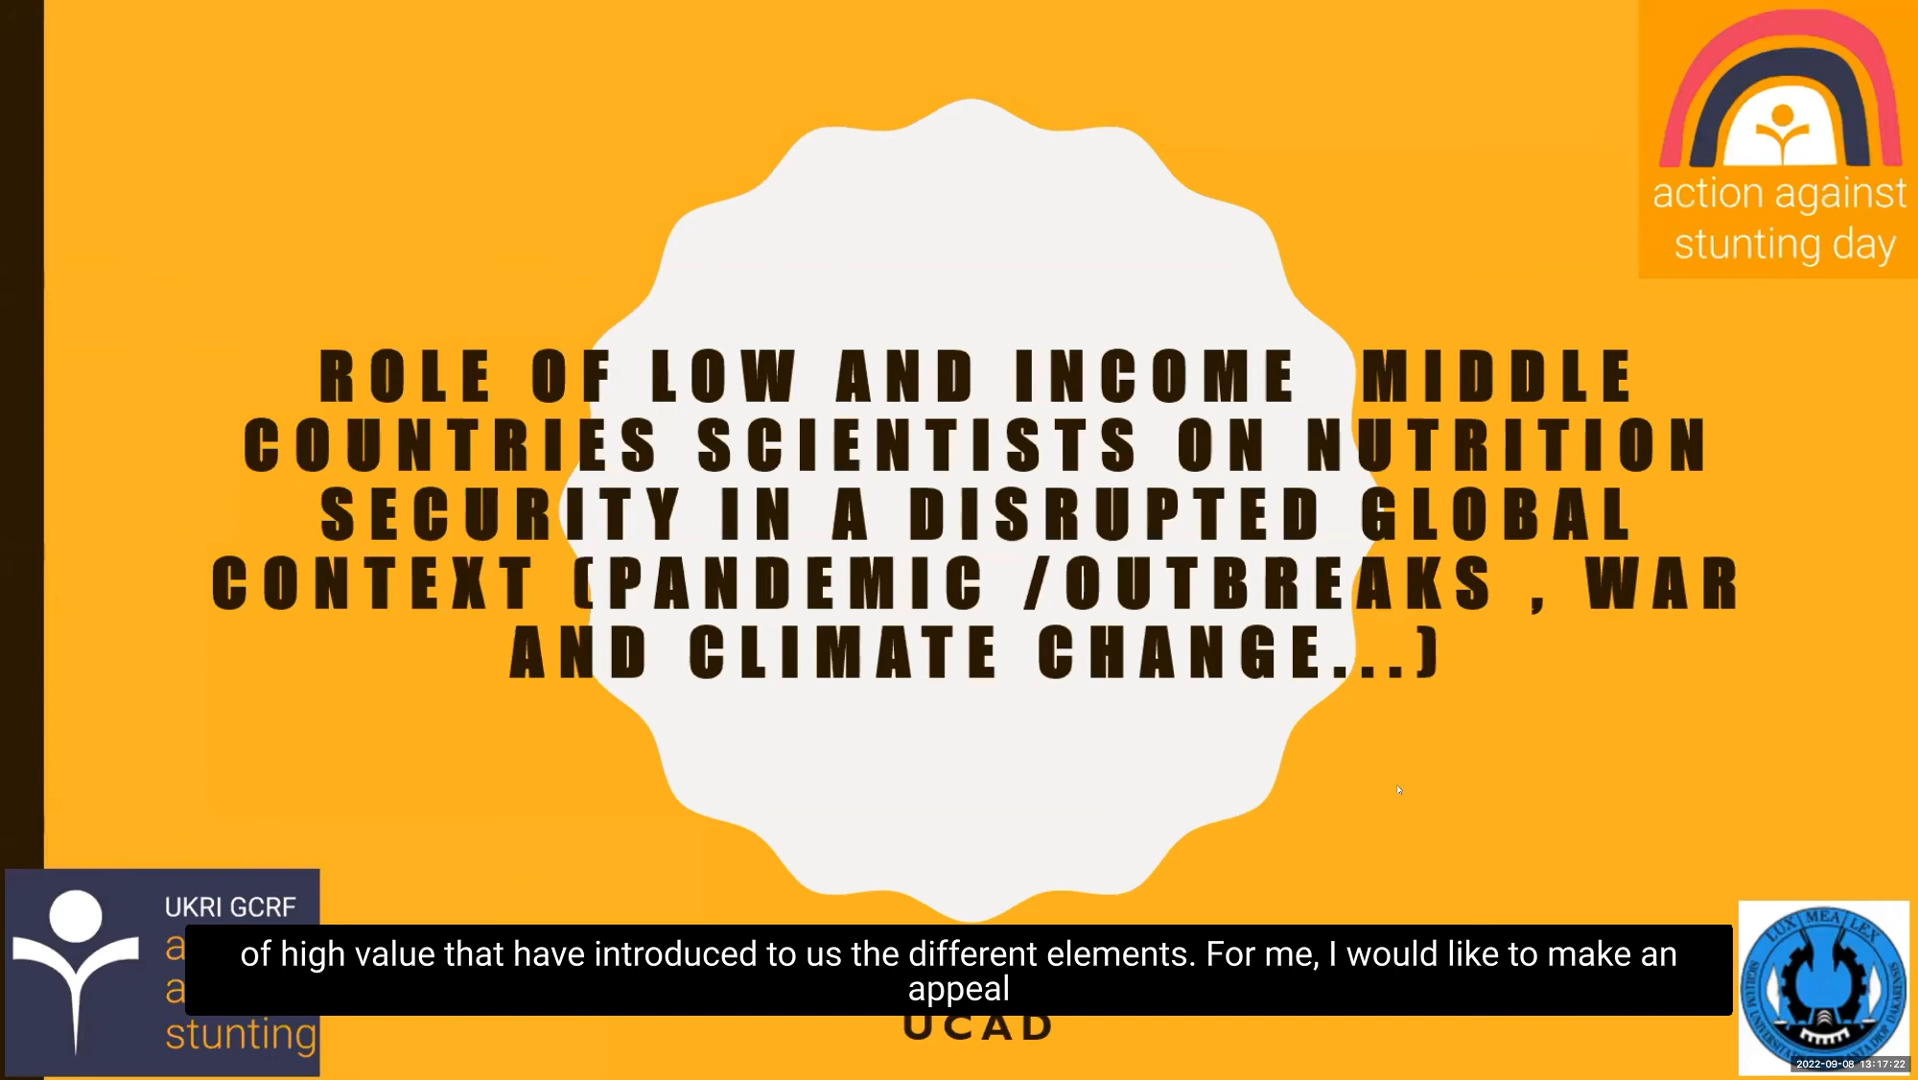 action against
stunting day
ROLE OF LOW AND INCOME MIDDLE
COUNTRIES SCIENTISTS ON NUTRITION
SECURITY IN A DISRUPTED GLOBAL
CONTEXT (PANDEMIC /OUTBREAKS , WAR
AND CLIMATE CHANGE...)
UKRI GCRF
a
a
stunting
of high value that have introduced to us the different elements. For me, I would like to make an
appeal
UCAD
LUX MEA LEX
2022-09-08 13:17:22